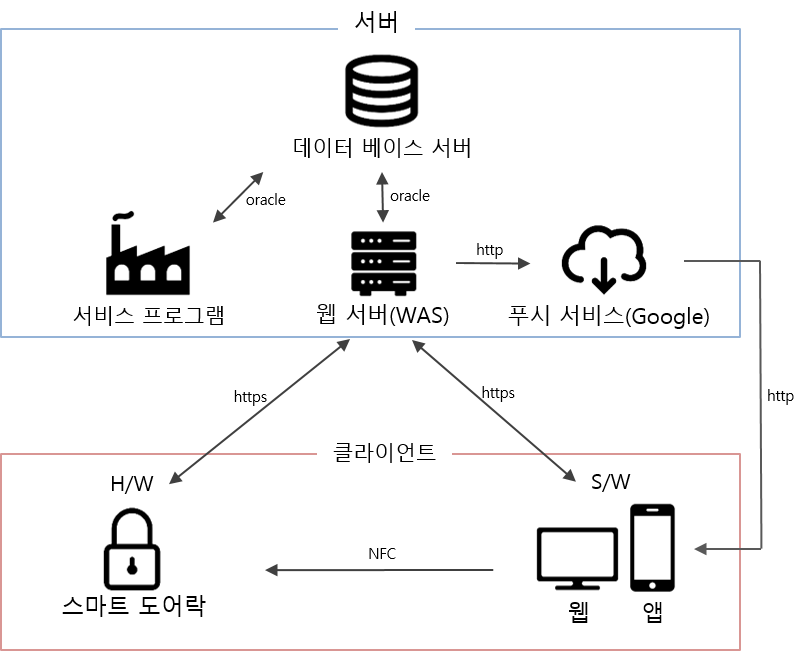 서버
데이터 베이스 서버
oracle
oracle
서비스 프로그램
웹 서버(WAS)
http
푸시 서비스(Google)
https
https
http
클라이언트
H/W
S/W
NFC
스마트 도어락
웹
앱